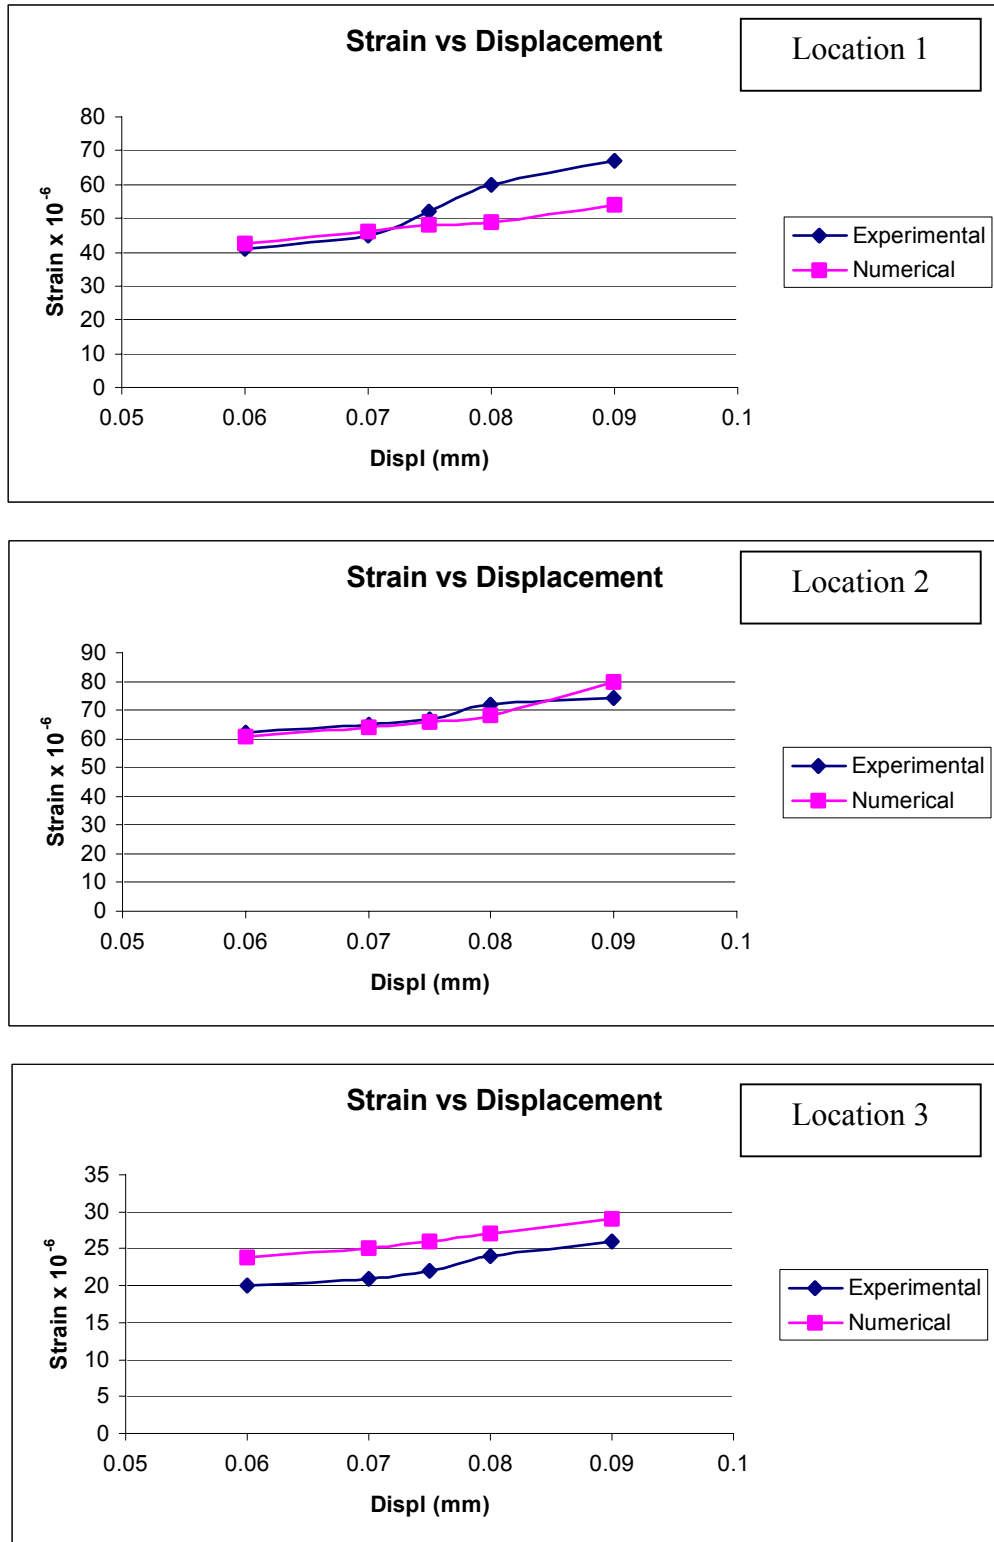 Strain vs Displacement
Location 1
80
70
60
50
40
30
20
10
0
Strain x 10⁻⁶
0.05 0.06 0.07 0.08 0.09 0.1
Displ (mm)
Experimental
Numerical
Strain vs Displacement
Location 2
90
80
70
60
50
40
30
20
10
0
Strain x 10⁻⁶
0.05 0.06 0.07 0.08 0.09 0.1
Displ (mm)
Experimental
Numerical
Strain vs Displacement
Location 3
35
30
25
20
15
10
5
0
Strain x 10⁻⁶
0.05 0.06 0.07 0.08 0.09 0.1
Displ (mm)
Experimental
Numerical